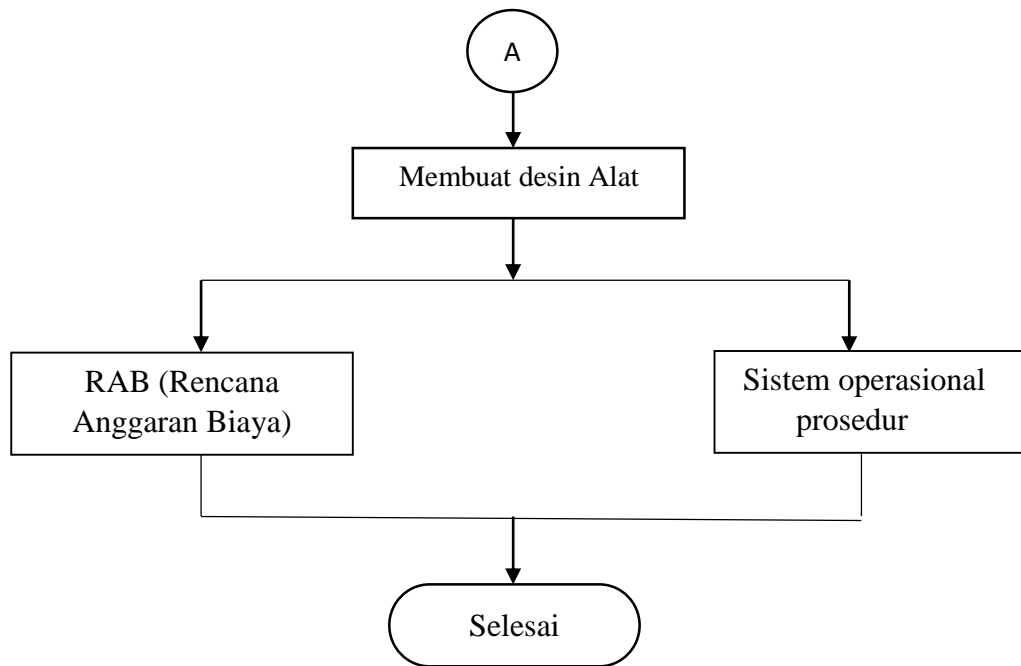 A
Membuat desin Alat
RAB (Rencana
Anggaran Biaya)
Sistem operasional
prosedur
Selesai